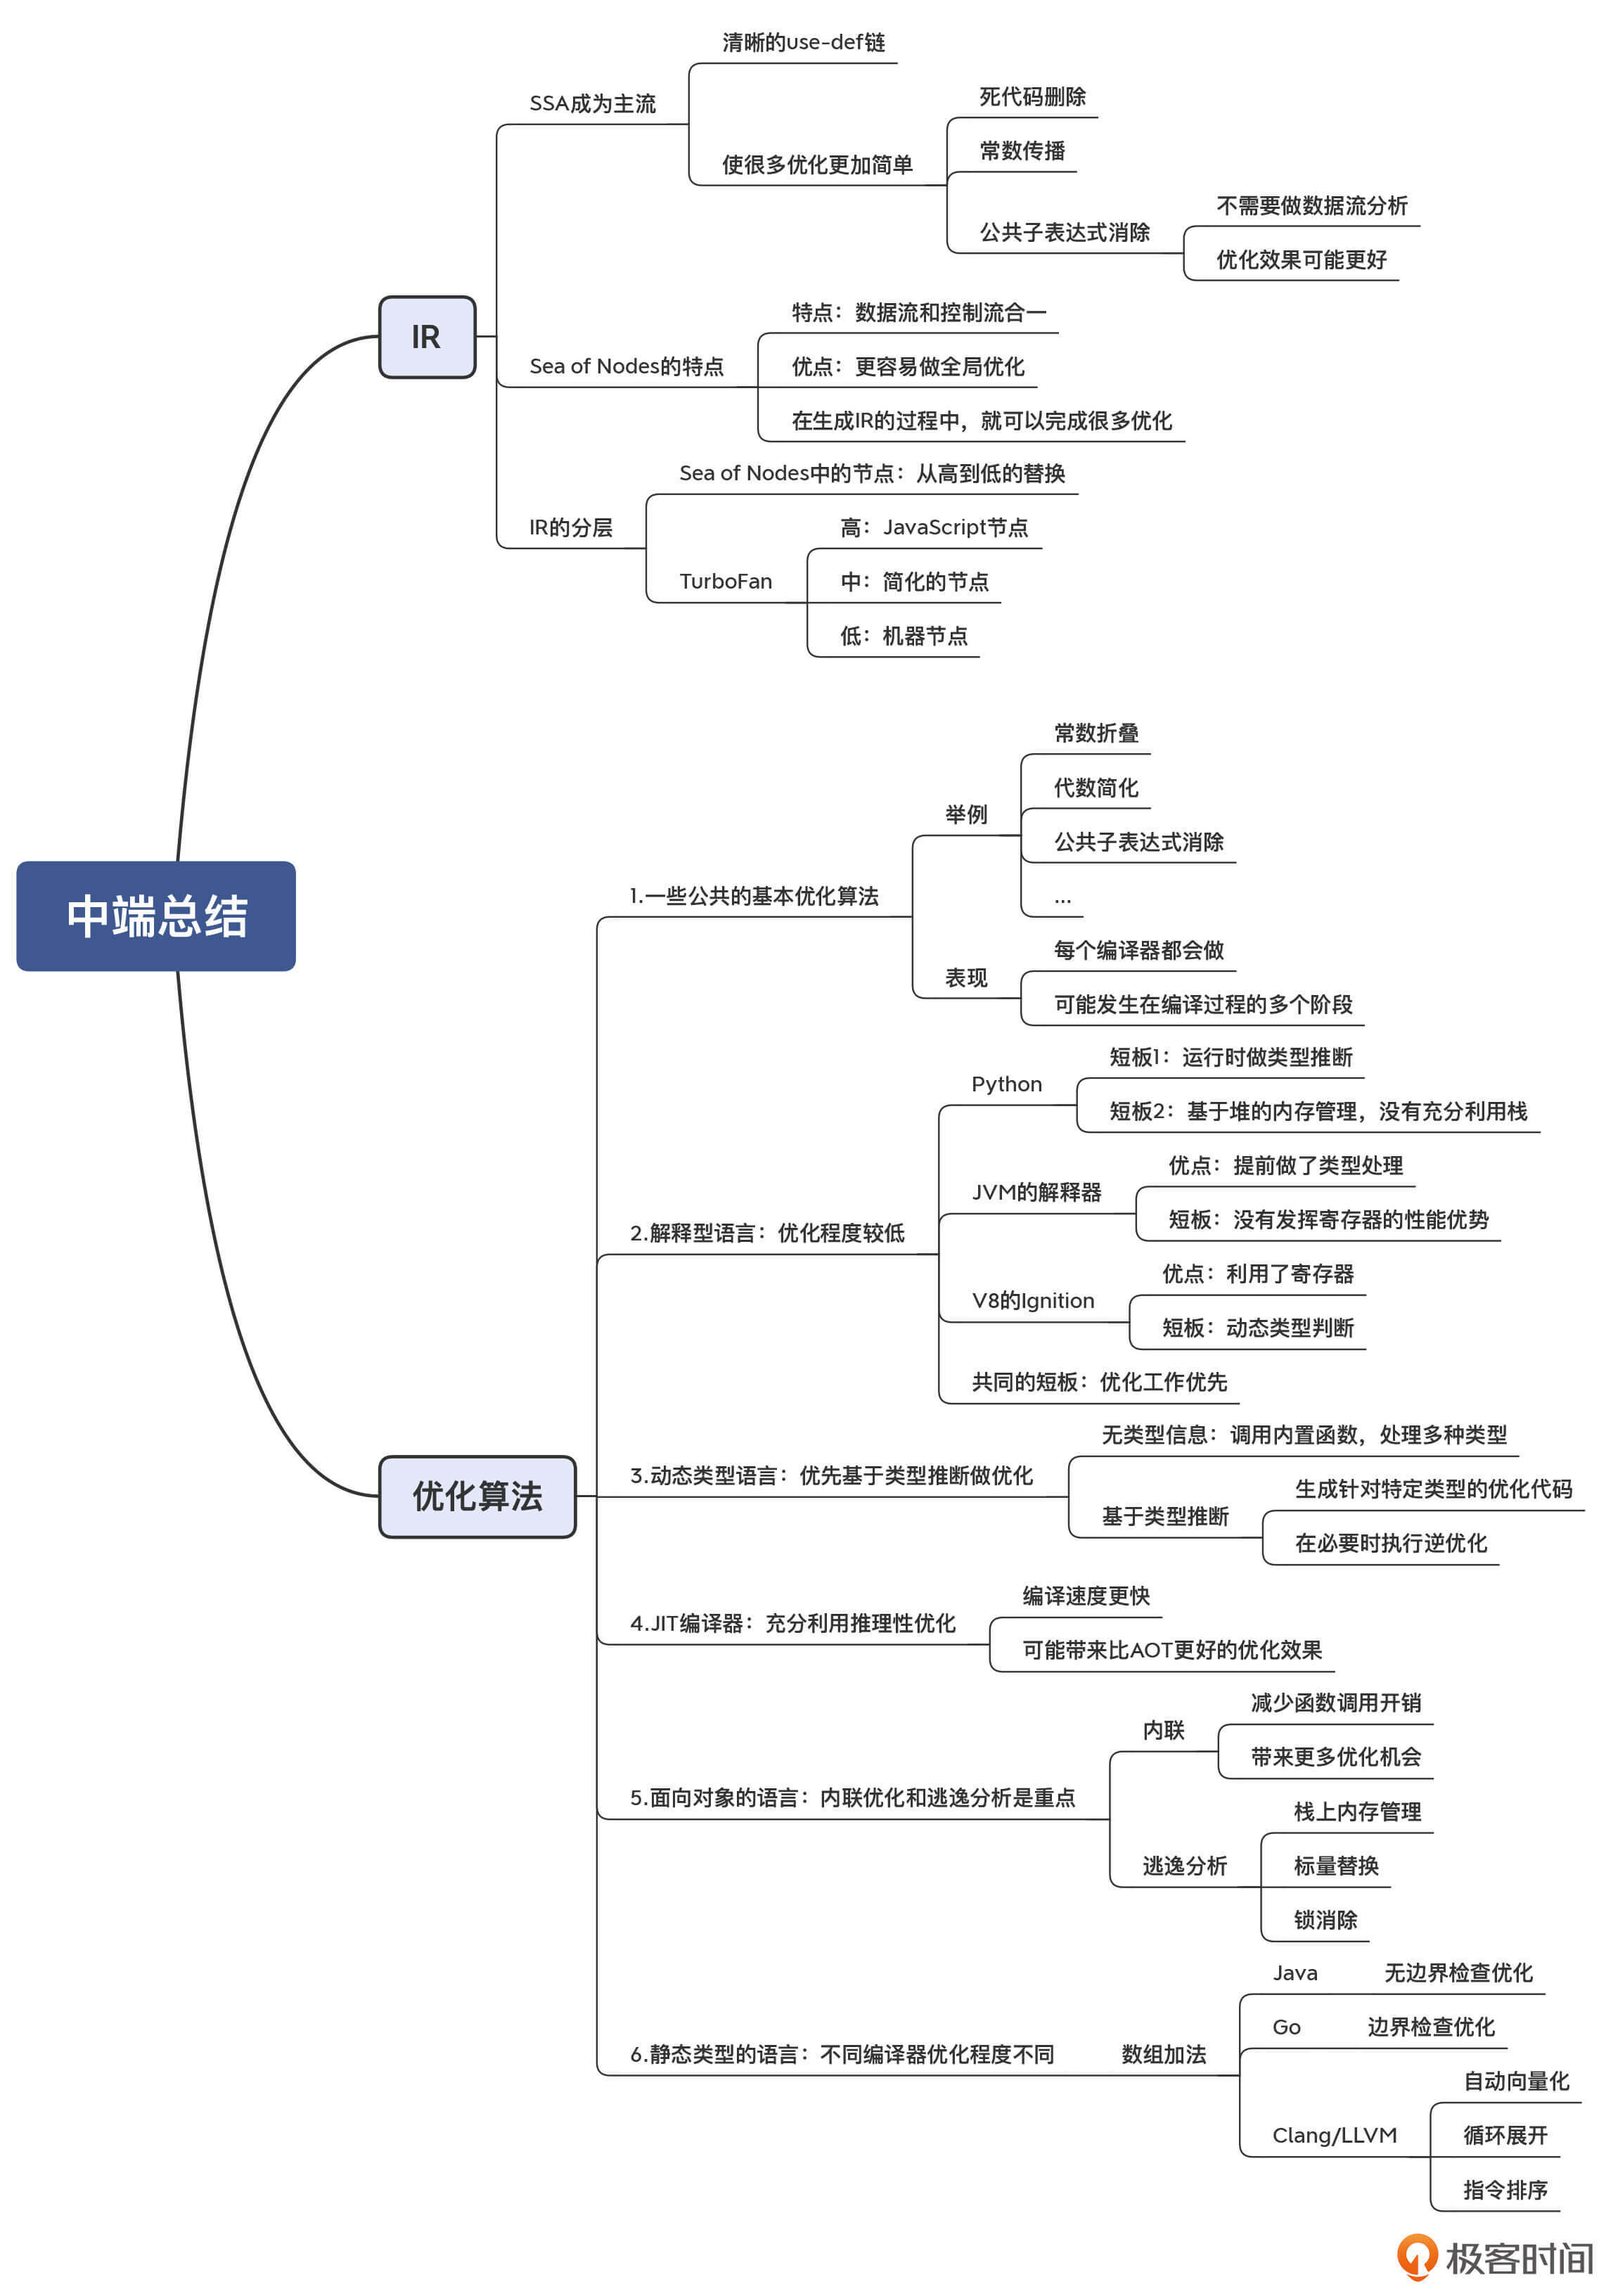 中端总结
IR
SSA成为主流
清晰的use-def链
使很多优化更加简单
死代码删除
常数传播
公共子表达式消除
不需要做数据流分析
优化效果可能更好
Sea of Nodes的特点
特点：数据流和控制流合一
优点：更容易做全局优化
在生成IR的过程中，就可以完成很多优化
IR的分层
Sea of Nodes中的节点：从高到低的替换
TurboFan
高：JavaScript节点
中：简化的节点
低：机器节点
优化算法
1.一些公共的基本优化算法
举例
常数折叠
代数简化
公共子表达式消除
...
表现
每个编译器都会做
可能发生在编译过程的多个阶段
2.解释型语言：优化程度较低
Python
短板1：运行时做类型推断
短板2：基于堆的内存管理，没有充分利用栈
JVM的解释器
优点：提前做了类型处理
短板：没有发挥寄存器的性能优势
V8的Ignition
优点：利用了寄存器
短板：动态类型判断
共同的短板：优化工作优先
3.动态类型语言：优先基于类型推断做优化
无类型信息：调用内置函数，处理多种类型
基于类型推断
生成针对特定类型的优化代码
在必要时执行逆优化
4.JIT编译器：充分利用推理性优化
编译速度更快
可能带来比AOT更好的优化效果
5.面向对象的语言：内联优化和逃逸分析是重点
内联
减少函数调用开销
带来更多优化机会
逃逸分析
栈上内存管理
标量替换
锁消除
6.静态类型的语言：不同编译器优化程度不同
数组加法
Java
无边界检查优化
Go
边界检查优化
Clang/LLVM
自动向量化
循环展开
指令排序
极客时间